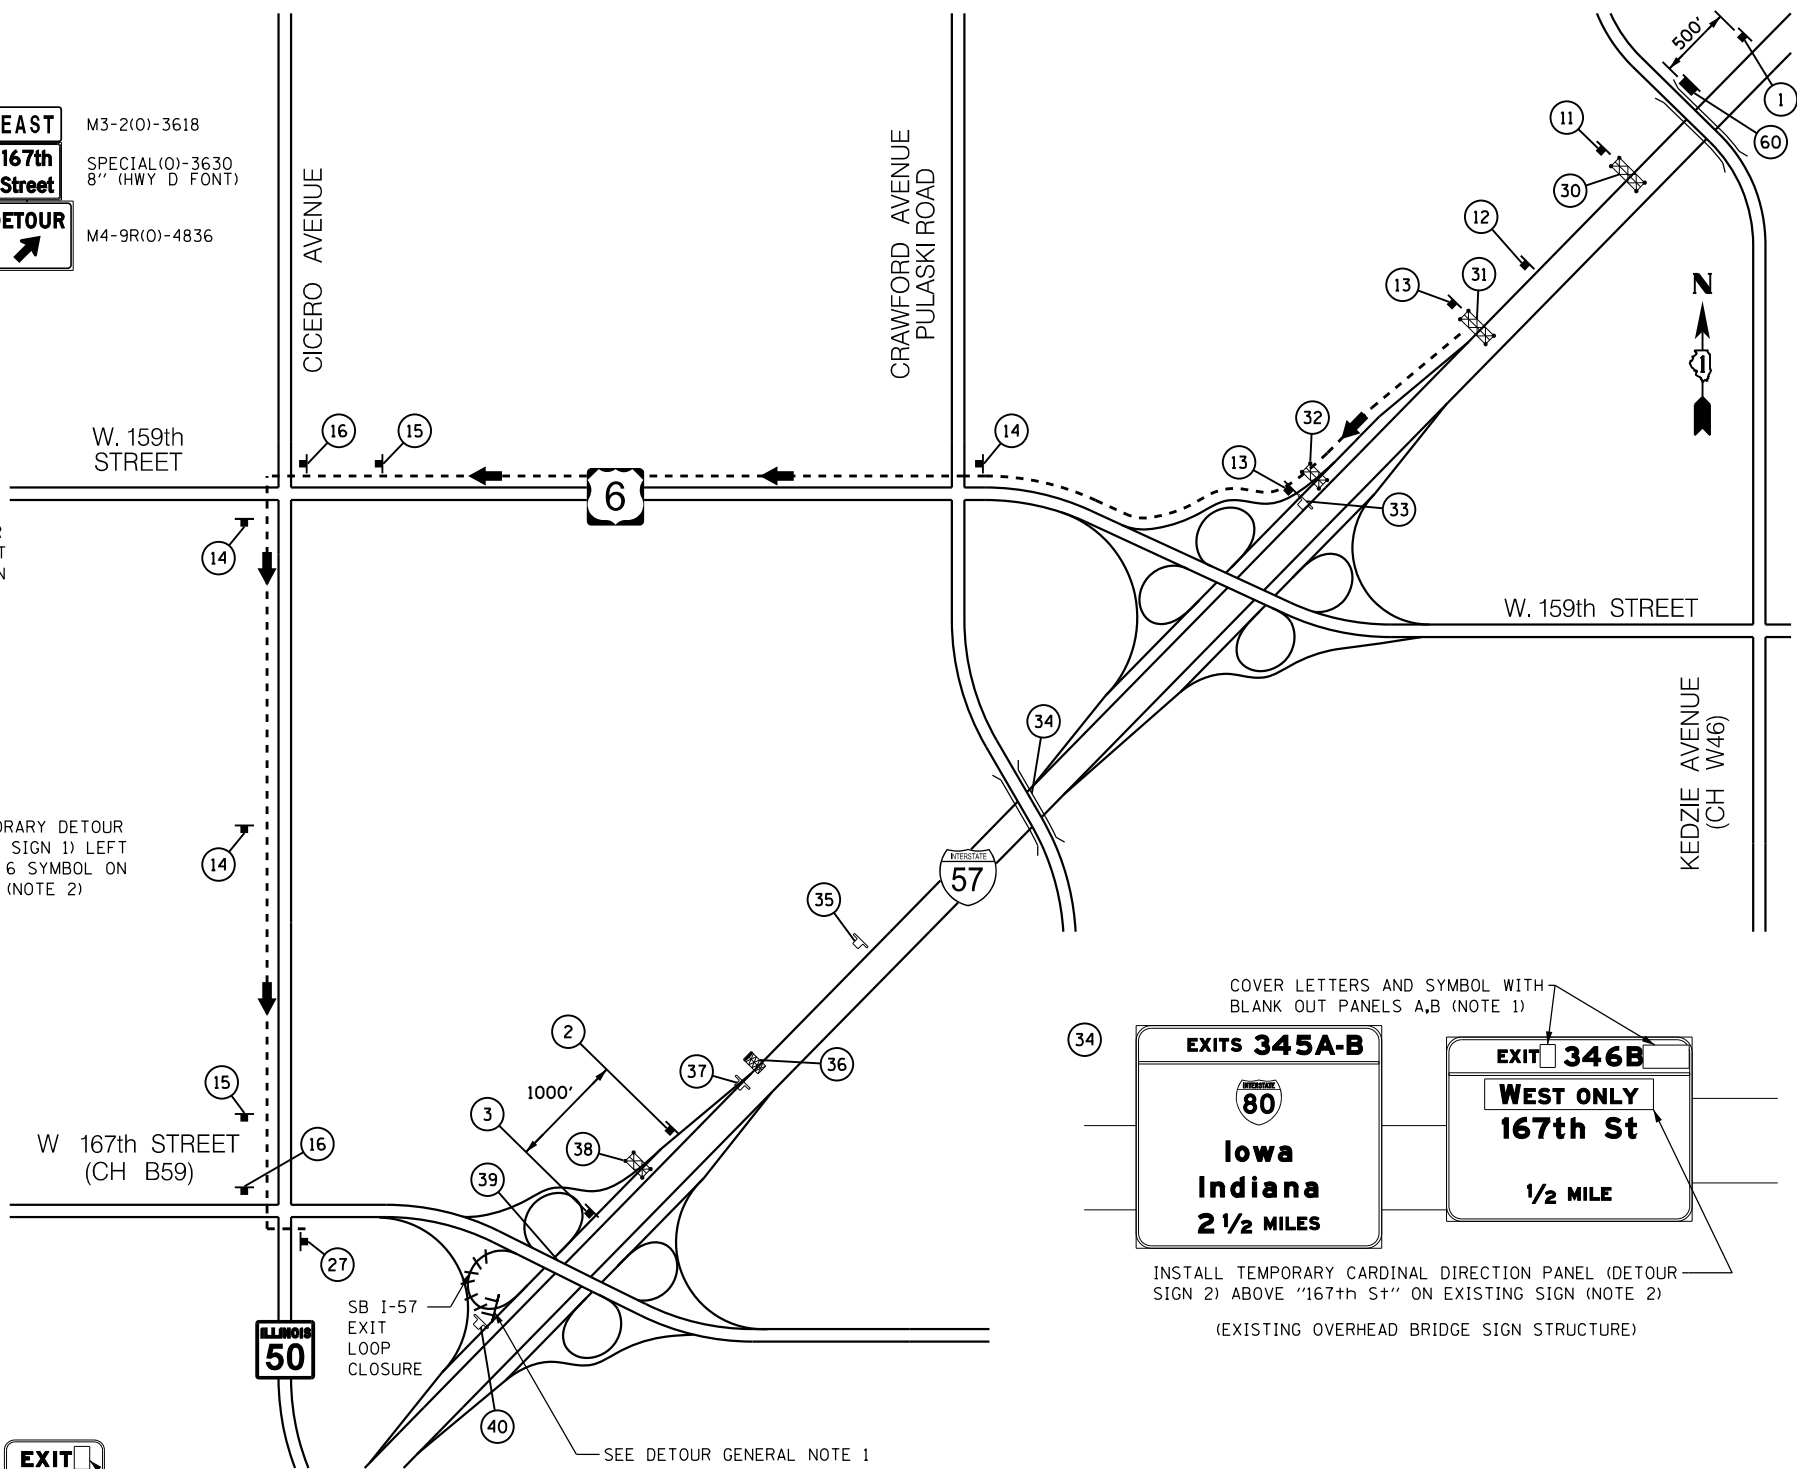 500'
1
60
11
30
12
31
13
EAST
M3-2(O)-3618
167th
Street
SPECIAL(O)-3630
8" (HWY D FONT)
ETOUR
M4-9R(O)-4836
CICERO AVENUE
CRAWFORD AVENUE
PULASKI ROAD
N
1
W. 159th
STREET
16
15
14
32
13
33
6
14
T
N
W. 159th STREET
KEDZIE AVENUE
(CH W46)
34
ORARY DETOUR
SIGN 1) LEFT
6 SYMBOL ON
(NOTE 2)
14
INTERSTATE
57
35
2
36
37
1000'
3
38
15
39
W 167th STREET
(CH B59)
16
27
SB I-57
EXIT
LOOP
CLOSURE
ILLINOIS
50
40
SEE DETOUR GENERAL NOTE 1
EXIT
COVER LETTERS AND SYMBOL WITH
BLANK OUT PANELS A,B (NOTE 1)
34
EXITS 345A-B
INTERSTATE
80
Iowa
Indiana
2 1/2 MILES
EXIT 346B
WEST ONLY
167th St
1/2 MILE
INSTALL TEMPORARY CARDINAL DIRECTION PANEL (DETOUR
SIGN 2) ABOVE "167th St" ON EXISTING SIGN (NOTE 2)
(EXISTING OVERHEAD BRIDGE SIGN STRUCTURE)